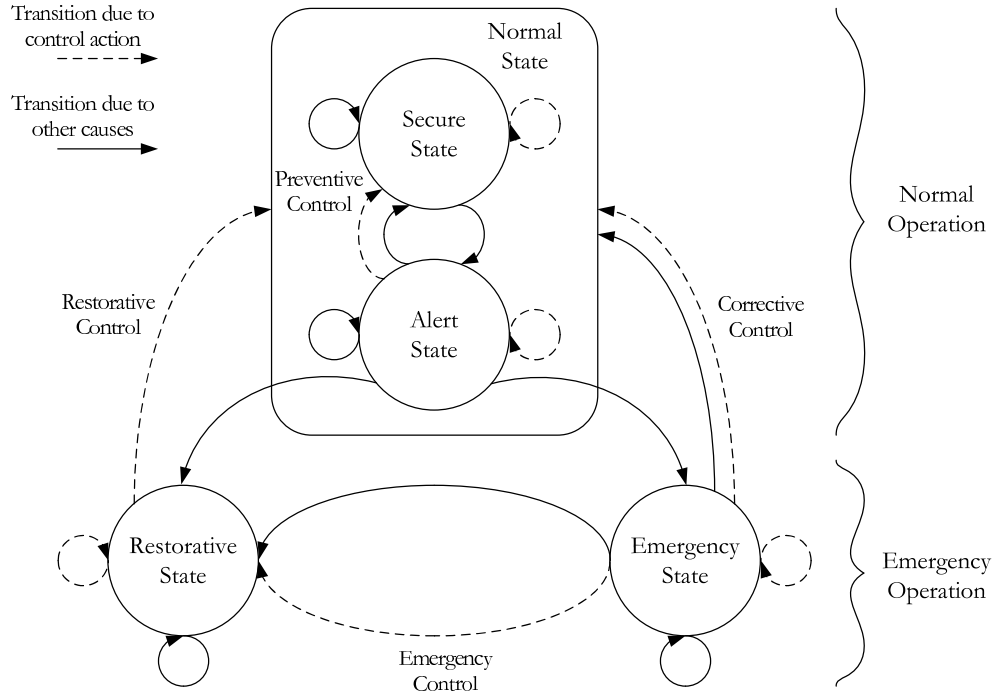 Transition due to
control action
Transition due to
other causes
Normal
State
Secure
State
Preventive
Control
Normal
Operation
Restorative
Control
Alert
State
Corrective
Control
Restorative
State
Emergency
State
Emergency
Operation
Emergency
Control